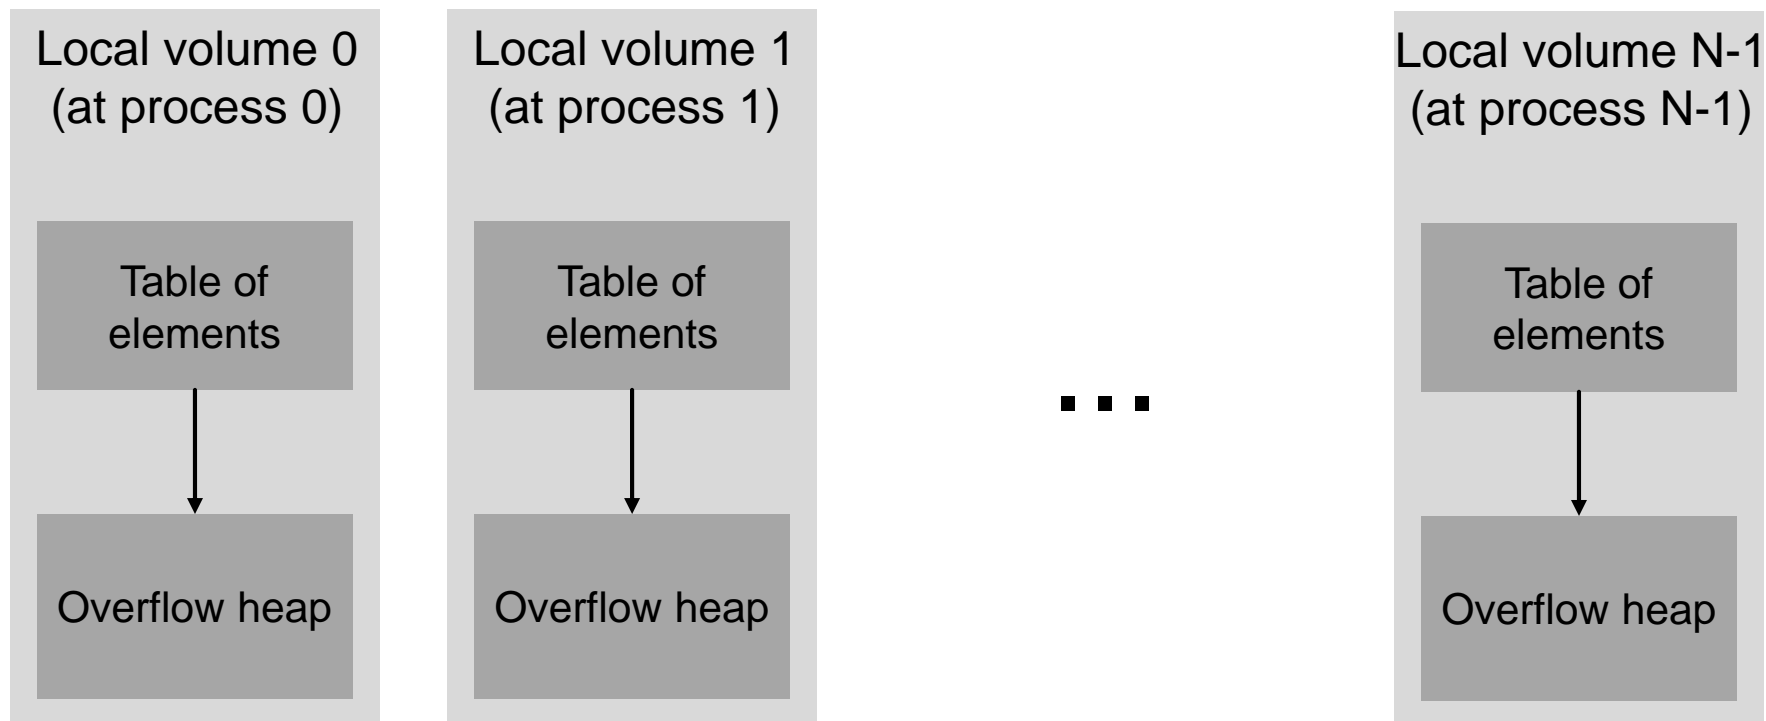 Local volume 0
(at process 0)
Table of
elements
Overflow heap
Local volume 1
(at process 1)
Table of
elements
Overflow heap
...
Local volume N-1
(at process N-1)
Table of
elements
Overflow heap